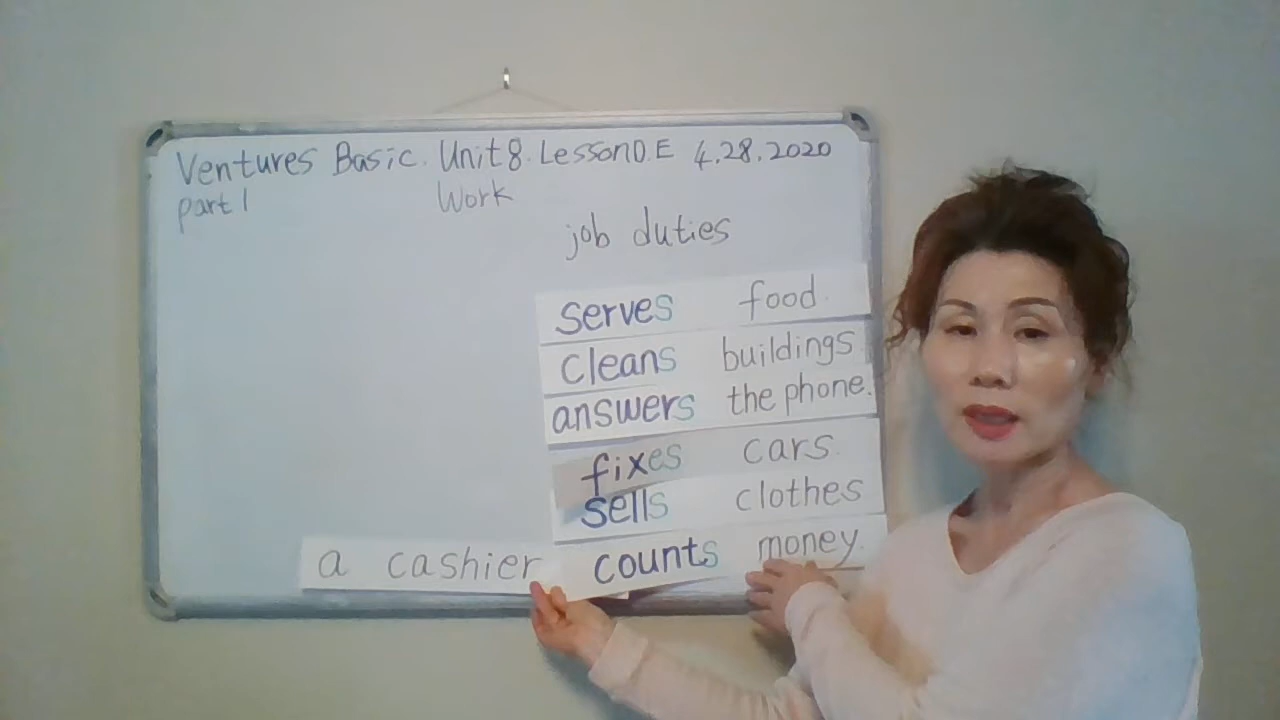 Ventures Basic. Unit 8. Lesson D.E 4.28.2020
part 1 Work
job duties
serves food.
cleans buildings
answers the phone.
fixes cars.
sells clothes
a cashier counts money.